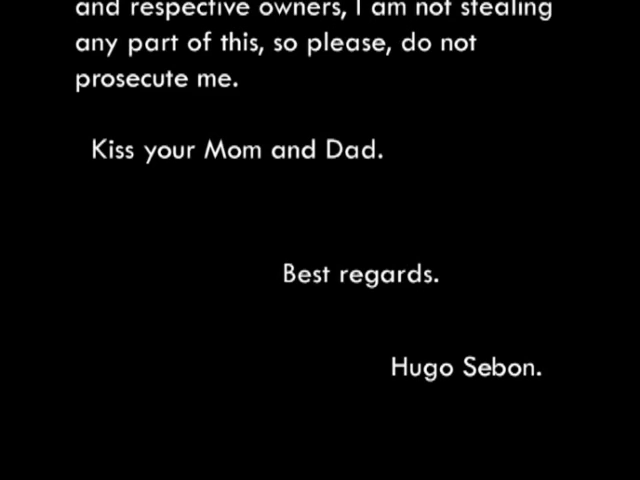 and respective owners, I am not stealing
any part of this, so please, do not
prosecute me.
Kiss your Mom and Dad.
Best regards.
Hugo Sebon.